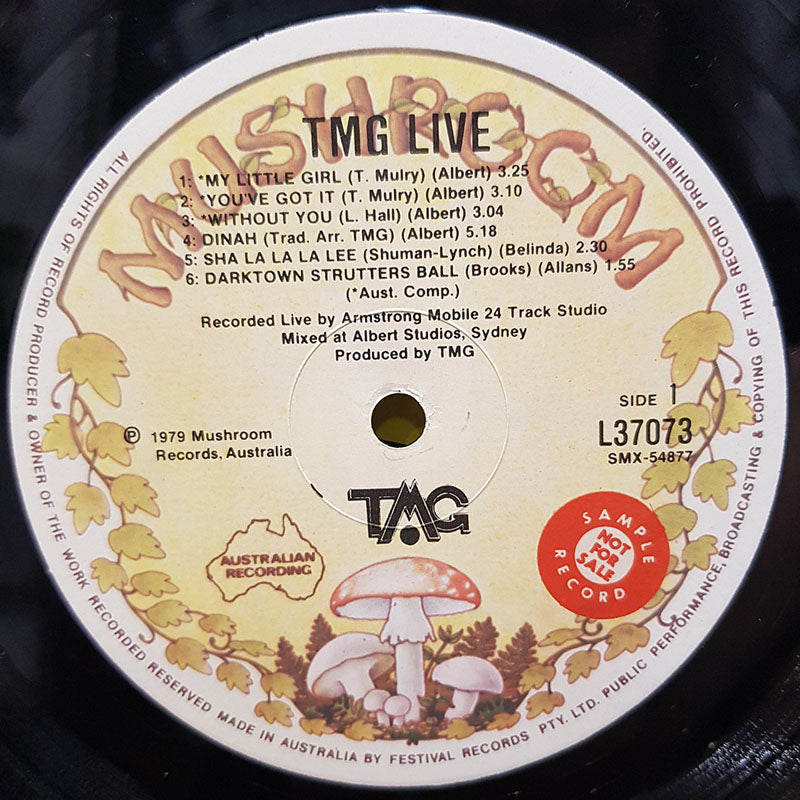 MUSHROOM
TMG LIVE
1: *MY LITTLE GIRL (T. Mulry) (Albert) 3.25
2: *YOU'VE GOT IT (T. Mulry) (Albert) 3.10
3: *WITHOUT YOU (L. Hall) (Albert) 3.04
4: DINAH (Trad. Arr. TMG) (Albert) 5.18
5: SHA LA LA LA LEE (Shuman-Lynch) (Belinda) 2.30
6: DARKTOWN STRUTTERS BALL (Brooks) (Allans) 1.55
(*Aust. Comp.)
Recorded Live by Armstrong Mobile 24 Track Studio
Mixed at Albert Studios, Sydney
Produced by TMG
SIDE 1
L37073
SMX-54877
℗ 1979 Mushroom
Records, Australia
TMG
AUSTRALIAN
RECORDING
SAMPLE
NOT
FOR
SALE
RECORD
ALL RIGHTS OF RECORD PRODUCER & OWNER OF THE WORK RECORDED RESERVED MADE IN AUSTRALIA BY FESTIVAL RECORDS PTY. LTD. PUBLIC PERFORMANCE, BROADCASTING & COPYING OF THIS RECORD PROHIBITED.